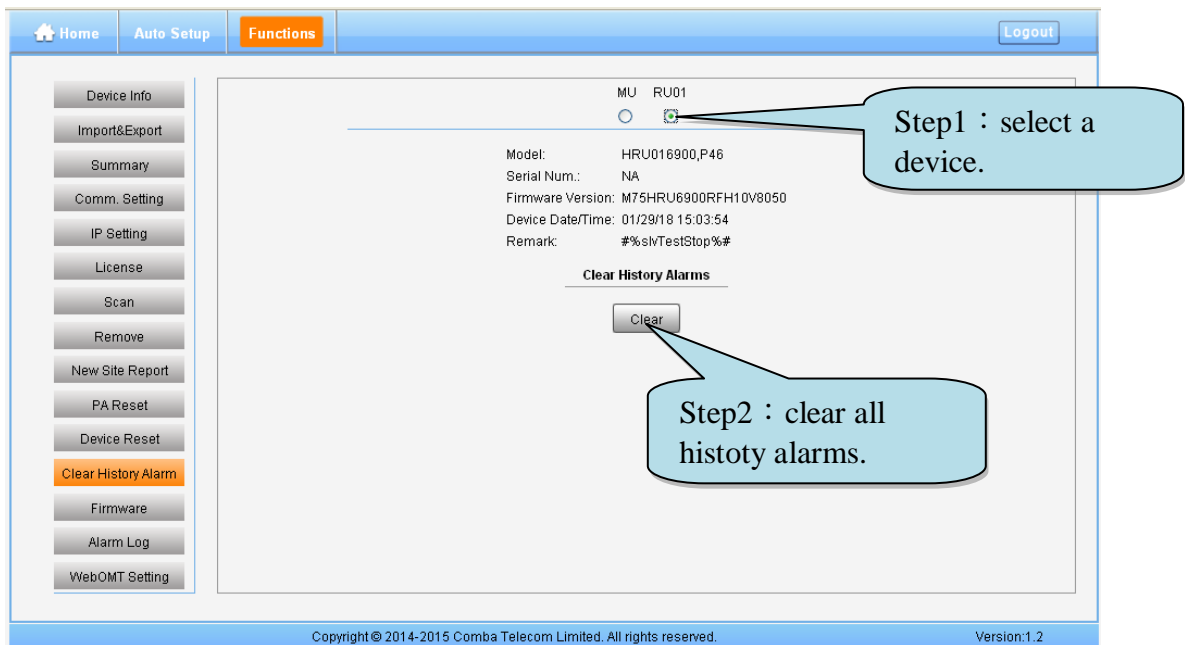 Home Auto Setup Functions Logout
MU RU01
Device Info
Import&Export
Summary
Comm. Setting
IP Setting
License
Scan
Remove
New Site Report
PA Reset
Device Reset
Clear History Alarm
Firmware
Alarm Log
WebOMT Setting
Model: HRU016900,P46
Serial Num.: NA
Firmware Version: M75HRU6900RFH10V8050
Device Date/Time: 01/29/18 15:03:54
Remark: #%slvTestStop%#
Clear History Alarms
Clear
Step1：select a
device.
Step2：clear all
histoty alarms.
Copyright © 2014-2015 Comba Telecom Limited. All rights reserved. Version:1.2